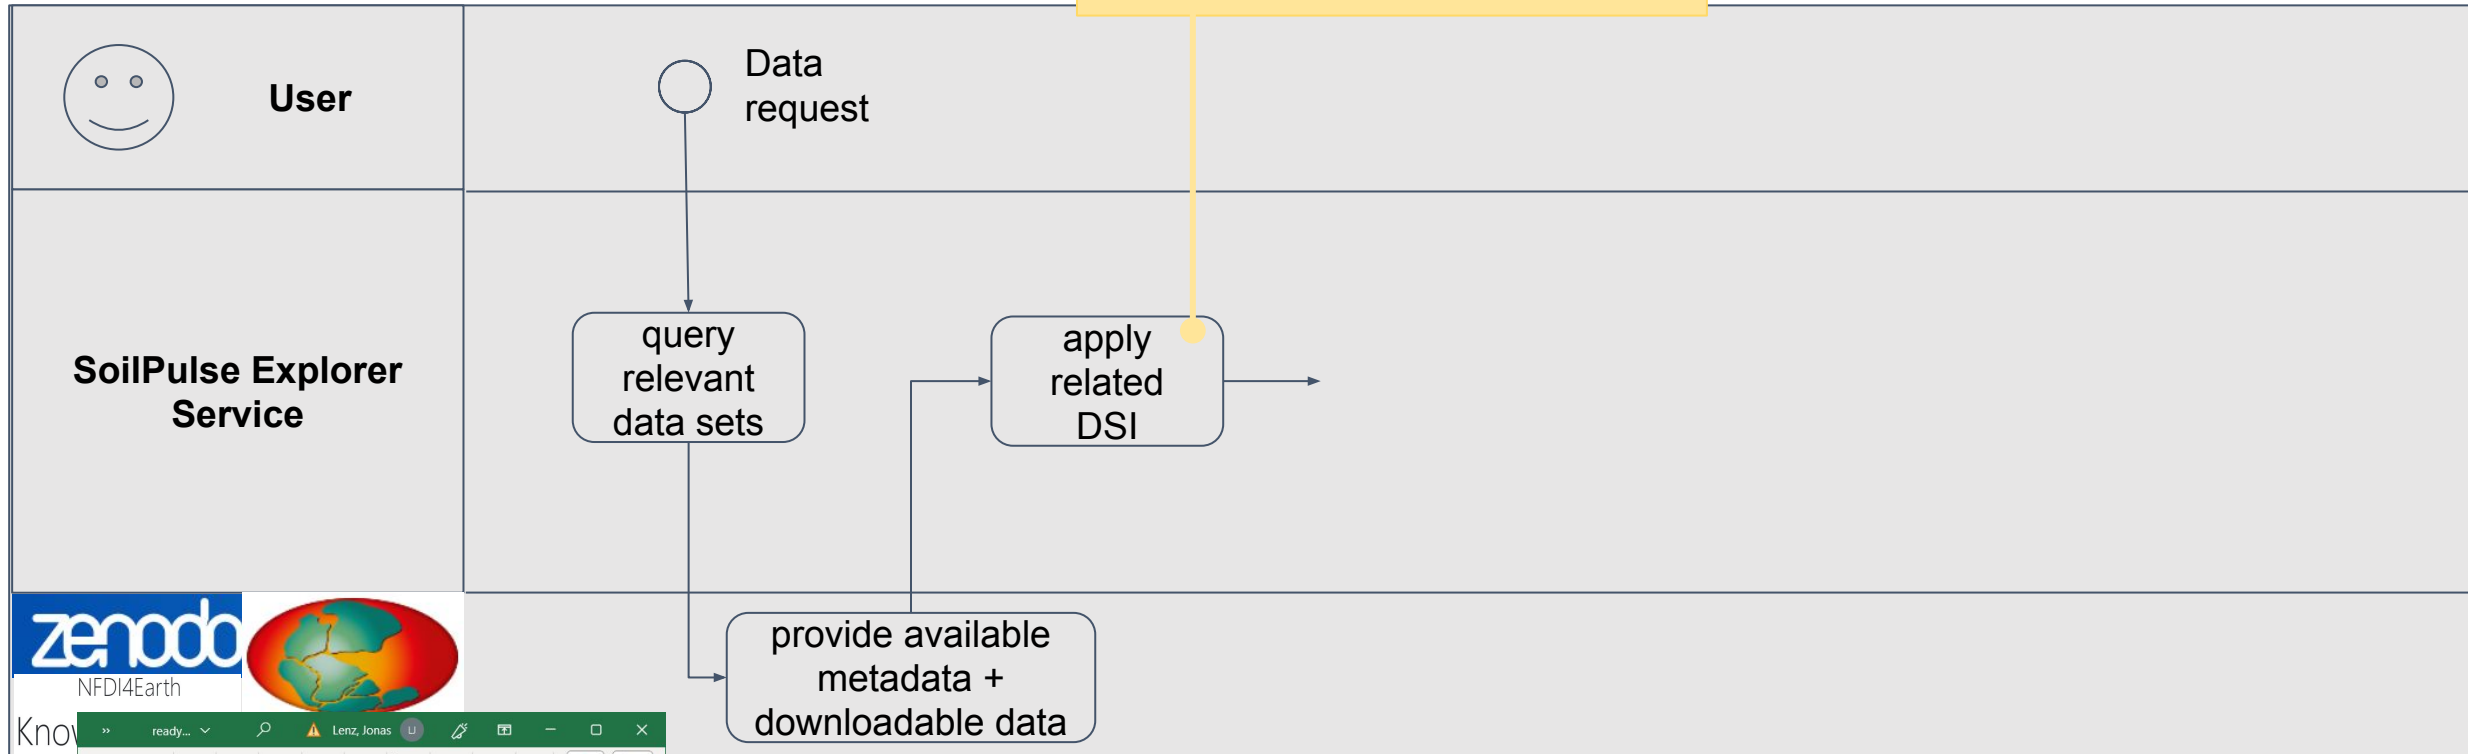 User
Data
request
SoilPulse Explorer
Service
query
relevant
data sets
apply
related
DSI
zenodo
NFDI4Earth
provide available
metadata +
downloadable data
ready...
Lenz, Jonas
LJ